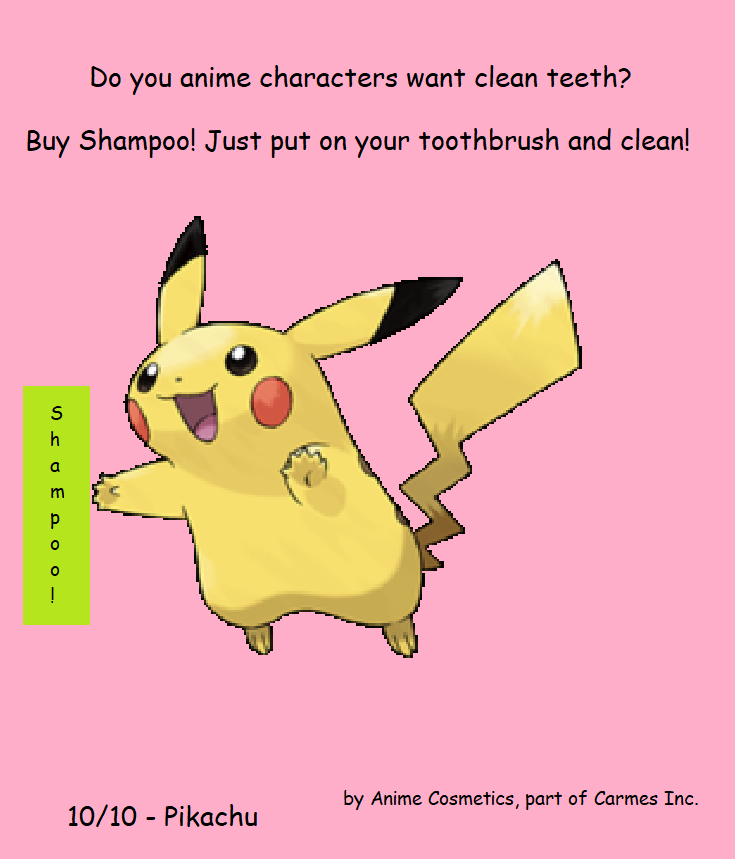 Do you anime characters want clean teeth?
Buy Shampoo! Just put on your toothbrush and clean!
Shampoo!
by Anime Cosmetics, part of Carmes Inc.
10/10 - Pikachu